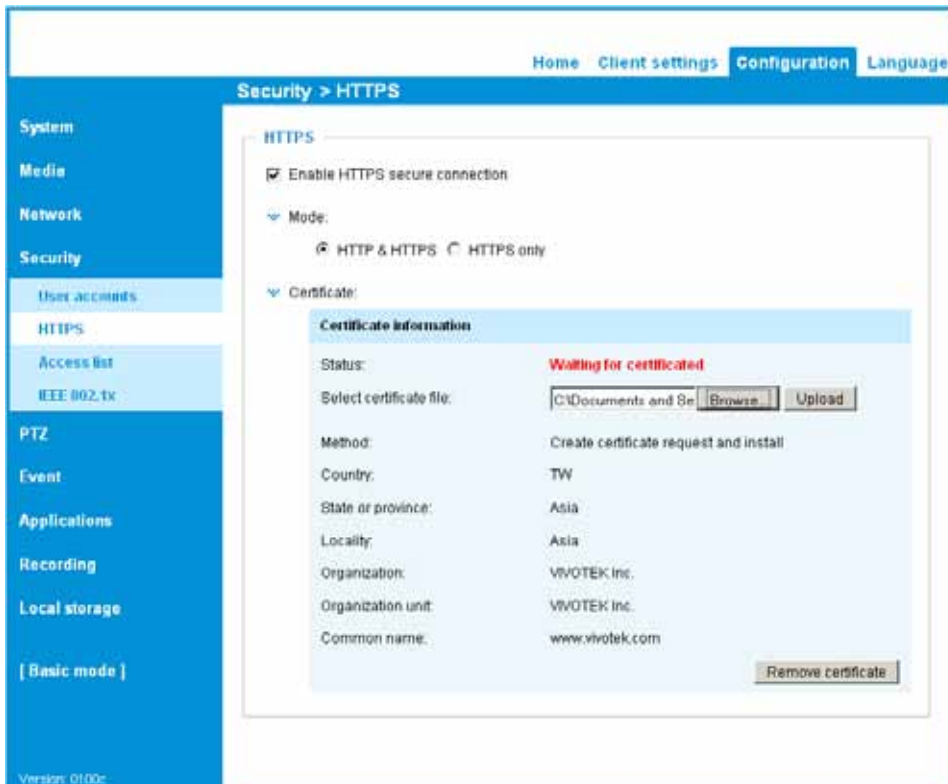 Home Client settings Configuration Language
Security > HTTPS
System
Media
Network
Security
User accounts
HTTPS
Access list
IEEE 802.1x
PTZ
Event
Applications
Recording
Local storage
[ Basic mode ]
Version: 0100c
HTTPS
Enable HTTPS secure connection
Mode:
HTTP & HTTPS HTTPS only
Certificate:
Certificate information
Status: Waiting for certificated
Select certificate file: C:\Documents and Se Browse... Upload
Method: Create certificate request and install
Country: TW
State or province: Asia
Locality: Asia
Organization: VIVOTEK Inc.
Organization unit: VIVOTEK Inc.
Common name: www.vivotek.com
Remove certificate